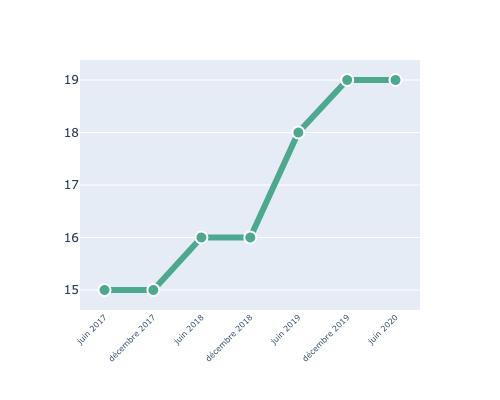 19
18
17
16
15
juin 2017
décembre 2017
juin 2018
décembre 2018
juin 2019
décembre 2019
juin 2020